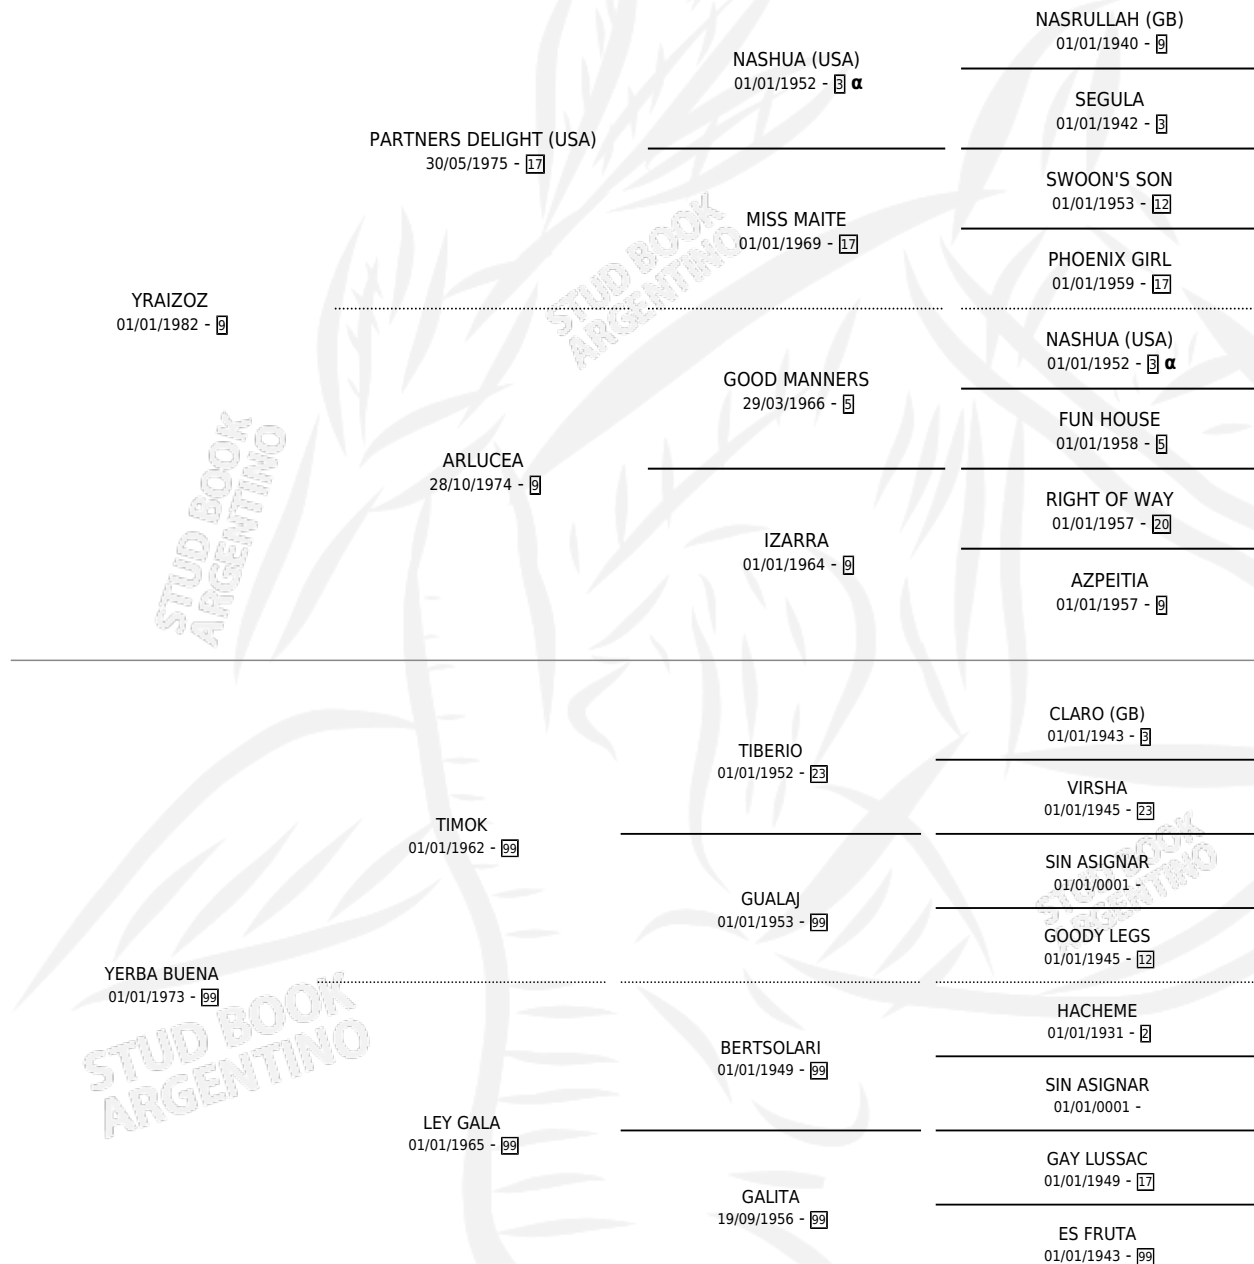 NASRULLAH (GB)
01/01/1940 - 9
NASHUA (USA)
01/01/1952 - 3 α
SEGULA
01/01/1942 - 3
PARTNERS DELIGHT (USA)
30/05/1975 - 17
SWOON'S SON
01/01/1953 - 12
MISS MAITE
01/01/1969 - 17
PHOENIX GIRL
01/01/1959 - 17
YRAIZOZ
01/01/1982 - 9
NASHUA (USA)
01/01/1952 - 3 α
GOOD MANNERS
29/03/1966 - 5
FUN HOUSE
01/01/1958 - 5
ARLUCEA
28/10/1974 - 9
RIGHT OF WAY
01/01/1957 - 20
IZARRA
01/01/1964 - 9
AZPEITIA
01/01/1957 - 9
STUD BOOK
ARGENTINO
STUD BOOK
ARGENTINO
CLARO (GB)
01/01/1943 - 3
TIBERIO
01/01/1952 - 23
VIRSHA
01/01/1945 - 23
TIMOK
01/01/1962 - 99
SIN ASIGNAR
01/01/0001 -
GUALAJ
01/01/1953 - 99
GOODY LEGS
01/01/1945 - 12
YERBA BUENA
01/01/1973 - 99
HACHEME
01/01/1931 - 2
BERTSOLARI
01/01/1949 - 99
SIN ASIGNAR
01/01/0001 -
LEY GALA
01/01/1965 - 99
GAY LUSSAC
01/01/1949 - 17
GALITA
19/09/1956 - 99
ES FRUTA
01/01/1943 - 99
STUD BOOK
ARGENTINO
STUD BOOK
ARGENTINO